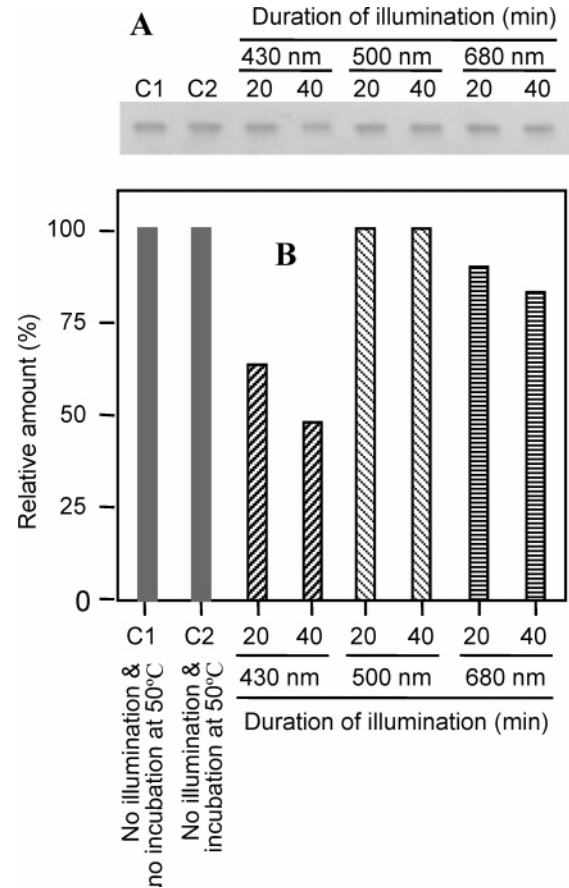 A
Duration of illumination (min)
430 nm 500 nm 680 nm
C1 C2 20 40 20 40 20 40
B
Relative amount (%)
100
75
50
25
0
C1 C2 20 40 20 40 20 40
430 nm 500 nm 680 nm
Duration of illumination (min)
No illumination &
no incubation at 50°C
No illumination &
incubation at 50°C